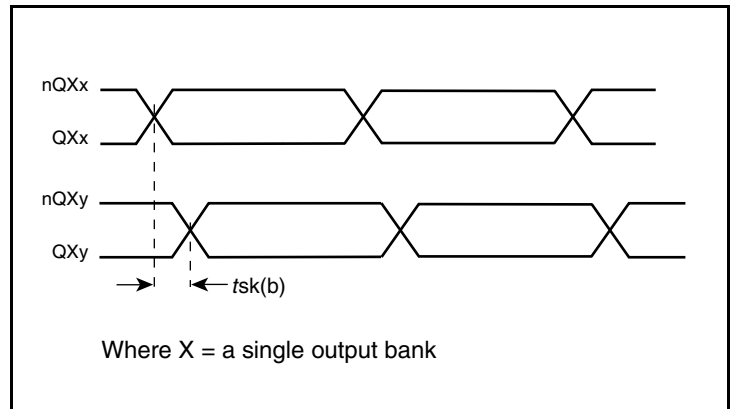 nQXx
QXx
nQXy
QXy
tsk(b)
Where X = a single output bank